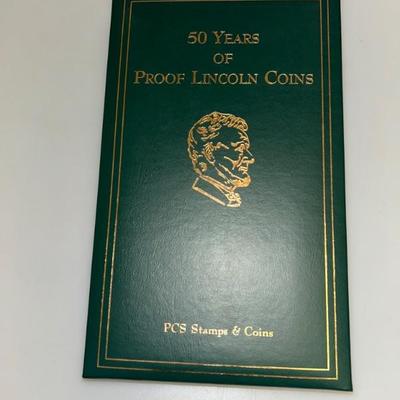 50 YEARS
OF
PROOF LINCOLN COINS
PCS Stamps & Coins